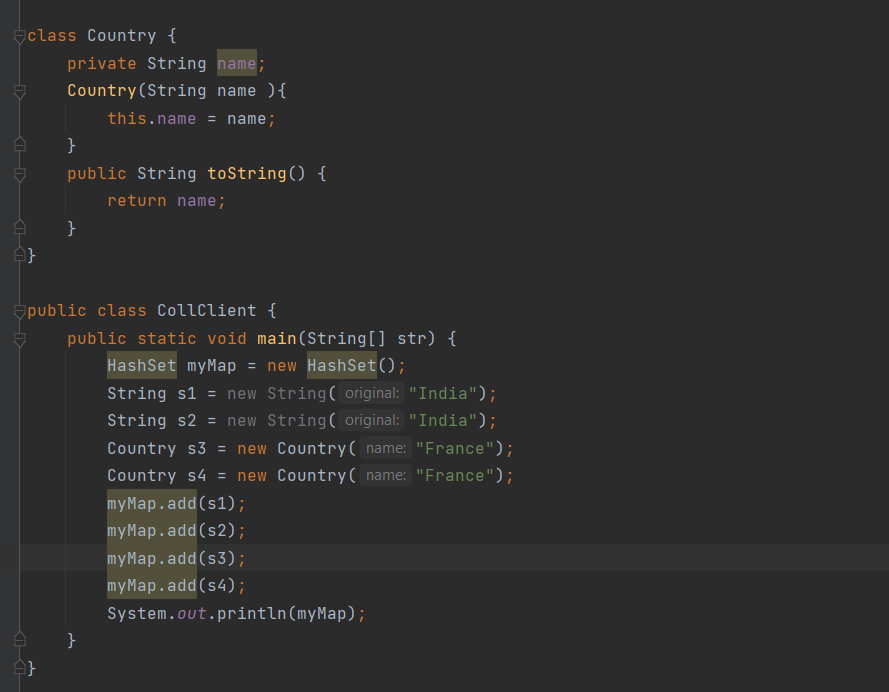 class Country {
    private String name;
    Country(String name ){
        this.name = name;
    }
    public String toString() {
        return name;
    }
}
public class CollClient {
    public static void main(String[] str) {
        HashSet myMap = new HashSet();
        String s1 = new String( original: "India");
        String s2 = new String( original: "India");
        Country s3 = new Country( name: "France");
        Country s4 = new Country( name: "France");
        myMap.add(s1);
        myMap.add(s2);
        myMap.add(s3);
        myMap.add(s4);
        System.out.println(myMap);
    }
}